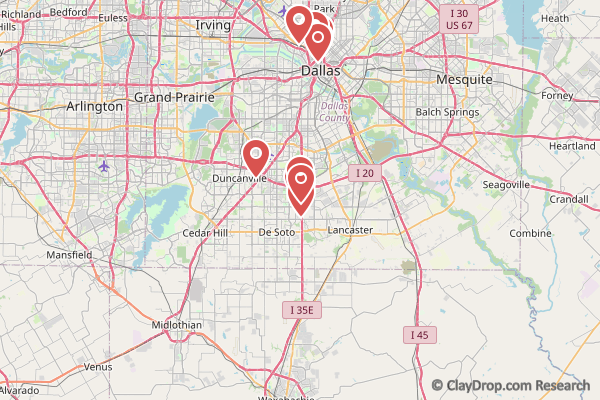 Richland
Bedford
Euless
Irving
Park
I 30
US 67
Heath
Dallas
Mesquite
Forney
Grand Prairie
Arlington
Dallas
County
Balch Springs
Heartland
Duncanville
I 20
Seagoville
Crandall
Cedar Hill
De Soto
Lancaster
Combine
Mansfield
I 35E
Midlothian
I 45
Venus
Alvarado
Waxahachie
© ClayDrop.com Research